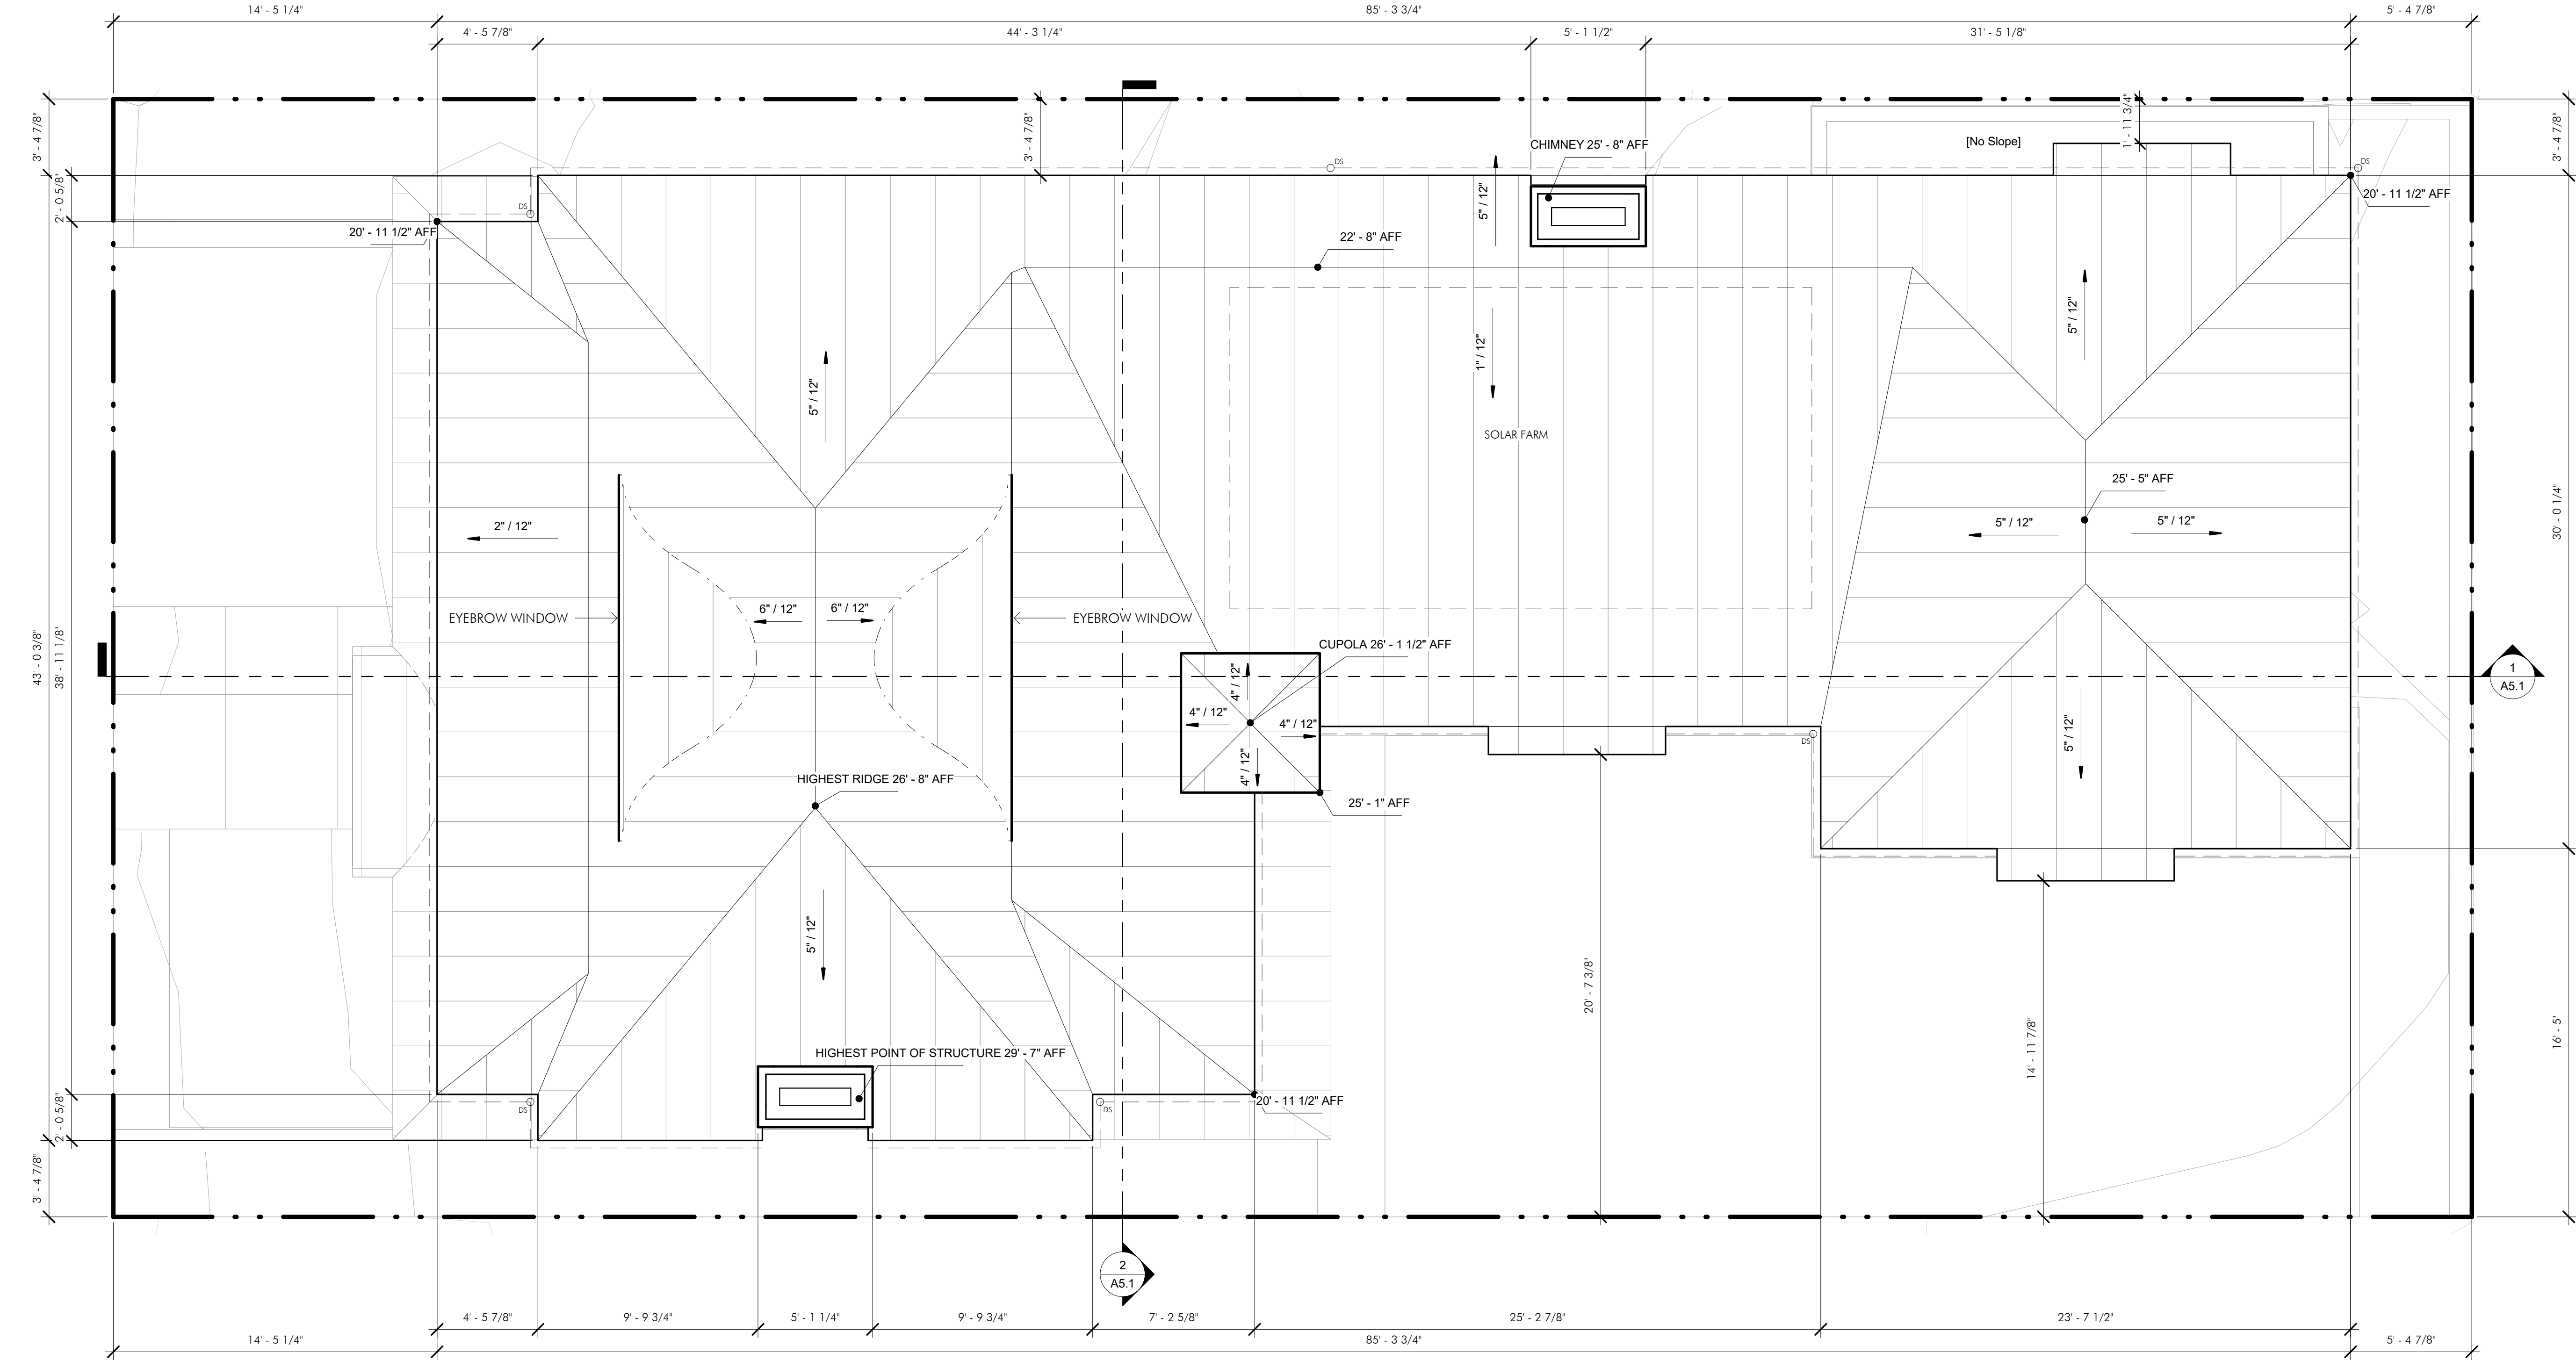 14' - 5 1/4"
85' - 3 3/4"
5' - 4 7/8"
4' - 5 7/8"
44' - 3 1/4"
5' - 1 1/2"
31' - 5 1/8"
3' - 4 7/8"
3' - 4 7/8"
1' - 11 3/4"
3' - 4 7/8"
[No Slope]
CHIMNEY 25' - 8" AFF
DS
DS
2' - 0 5/8"
DS
20' - 11 1/2" AFF
20' - 11 1/2" AFF
5" / 12"
22' - 8" AFF
5" / 12"
1" / 12"
5" / 12"
SOLAR FARM
25' - 5" AFF
30' - 0 1/4"
2" / 12"
5" / 12"
5" / 12"
EYEBROW WINDOW
6" / 12"
6" / 12"
EYEBROW WINDOW
43' - 0 3/8"
38' - 11 1/8"
CUPOLA 26' - 1 1/2" AFF
4" / 12"
4" / 12"
4" / 12"
4" / 12"
1
A5.1
DS
5" / 12"
HIGHEST RIDGE 26' - 8" AFF
25' - 1" AFF
5" / 12"
20' - 7 3/8"
14' - 11 7/8"
16' - 5"
HIGHEST POINT OF STRUCTURE 29' - 7" AFF
20' - 11 1/2" AFF
DS
DS
2' - 0 5/8"
3' - 4 7/8"
2
A5.1
4' - 5 7/8"
9' - 9 3/4"
5' - 1 1/4"
9' - 9 3/4"
7' - 2 5/8"
25' - 2 7/8"
23' - 7 1/2"
14' - 5 1/4"
85' - 3 3/4"
5' - 4 7/8"